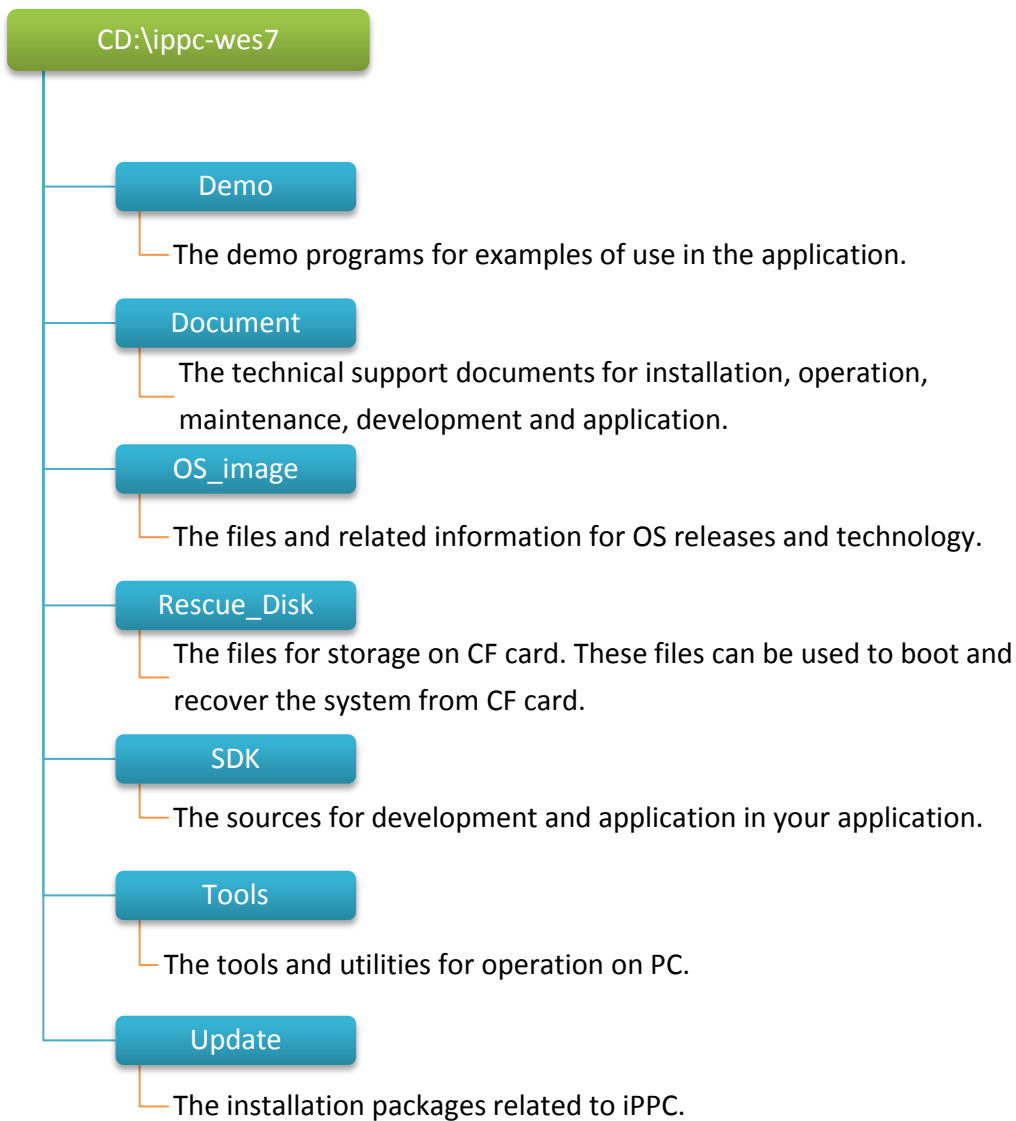 CD:\ippc-wes7
Demo
The demo programs for examples of use in the application.
Document
The technical support documents for installation, operation,
maintenance, development and application.
OS_image
The files and related information for OS releases and technology.
Rescue_Disk
The files for storage on CF card. These files can be used to boot and
recover the system from CF card.
SDK
The sources for development and application in your application.
Tools
The tools and utilities for operation on PC.
Update
The installation packages related to iPPC.